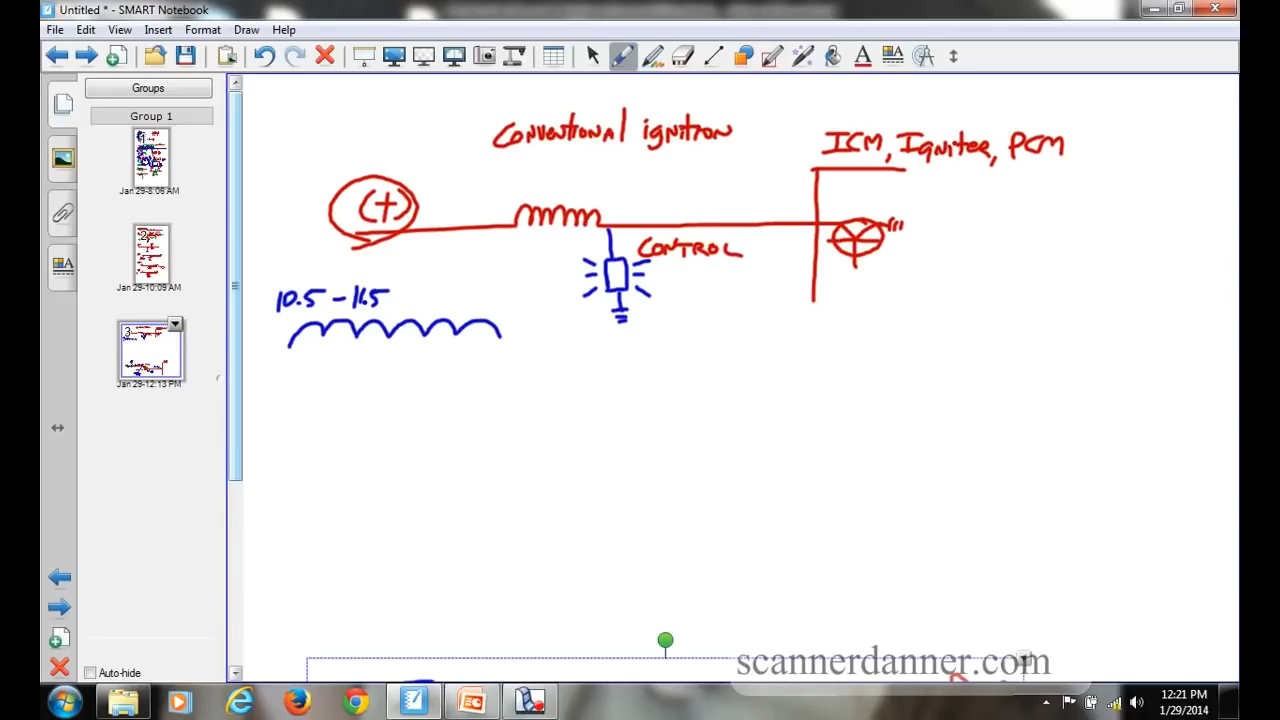 Untitled * - SMART Notebook
File Edit View Insert Format Draw Help
Groups
Group 1
Jan 29-8:06 AM
2
Jan 29-10:09 AM
3
Jan 29-12:13 PM
Auto-hide
Conventional ignition
ICM, Igniter, PCM
(+)
CONTROL
10.5 - 11.5
scannerdanner.com
12:21 PM
1/29/2014